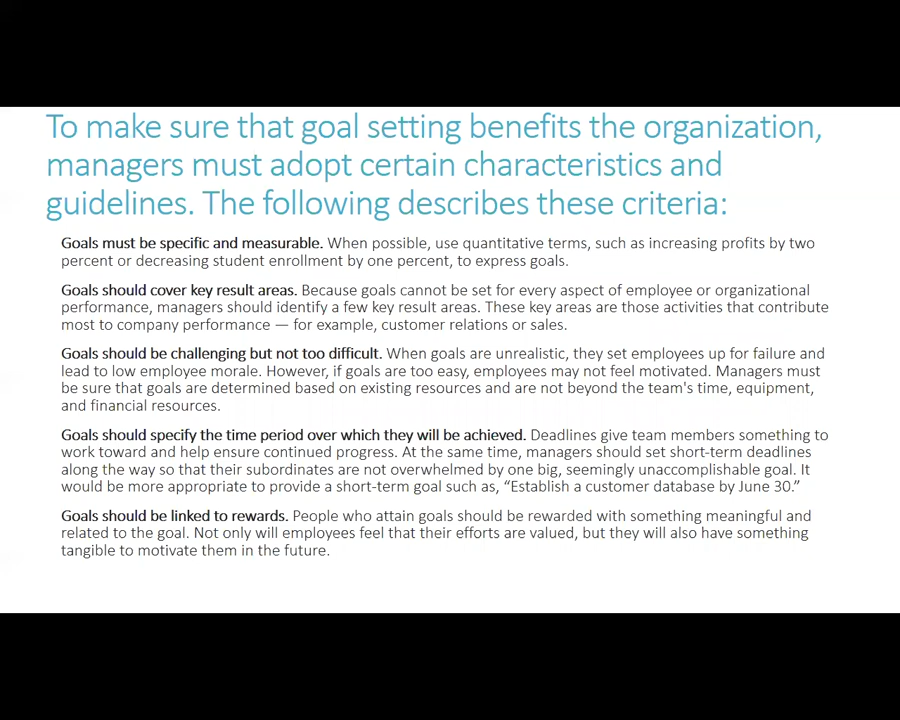 To make sure that goal setting benefits the organization,
managers must adopt certain characteristics and
guidelines. The following describes these criteria:
Goals must be specific and measurable. When possible, use quantitative terms, such as increasing profits by two
percent or decreasing student enrollment by one percent, to express goals.
Goals should cover key result areas. Because goals cannot be set for every aspect of employee or organizational
performance, managers should identify a few key result areas. These key areas are those activities that contribute
most to company performance — for example, customer relations or sales.
Goals should be challenging but not too difficult. When goals are unrealistic, they set employees up for failure and
lead to low employee morale. However, if goals are too easy, employees may not feel motivated. Managers must
be sure that goals are determined based on existing resources and are not beyond the team's time, equipment,
and financial resources.
Goals should specify the time period over which they will be achieved. Deadlines give team members something to
work toward and help ensure continued progress. At the same time, managers should set short-term deadlines
along the way so that their subordinates are not overwhelmed by one big, seemingly unaccomplishable goal. It
would be more appropriate to provide a short-term goal such as, “Establish a customer database by June 30.”
Goals should be linked to rewards. People who attain goals should be rewarded with something meaningful and
related to the goal. Not only will employees feel that their efforts are valued, but they will also have something
tangible to motivate them in the future.